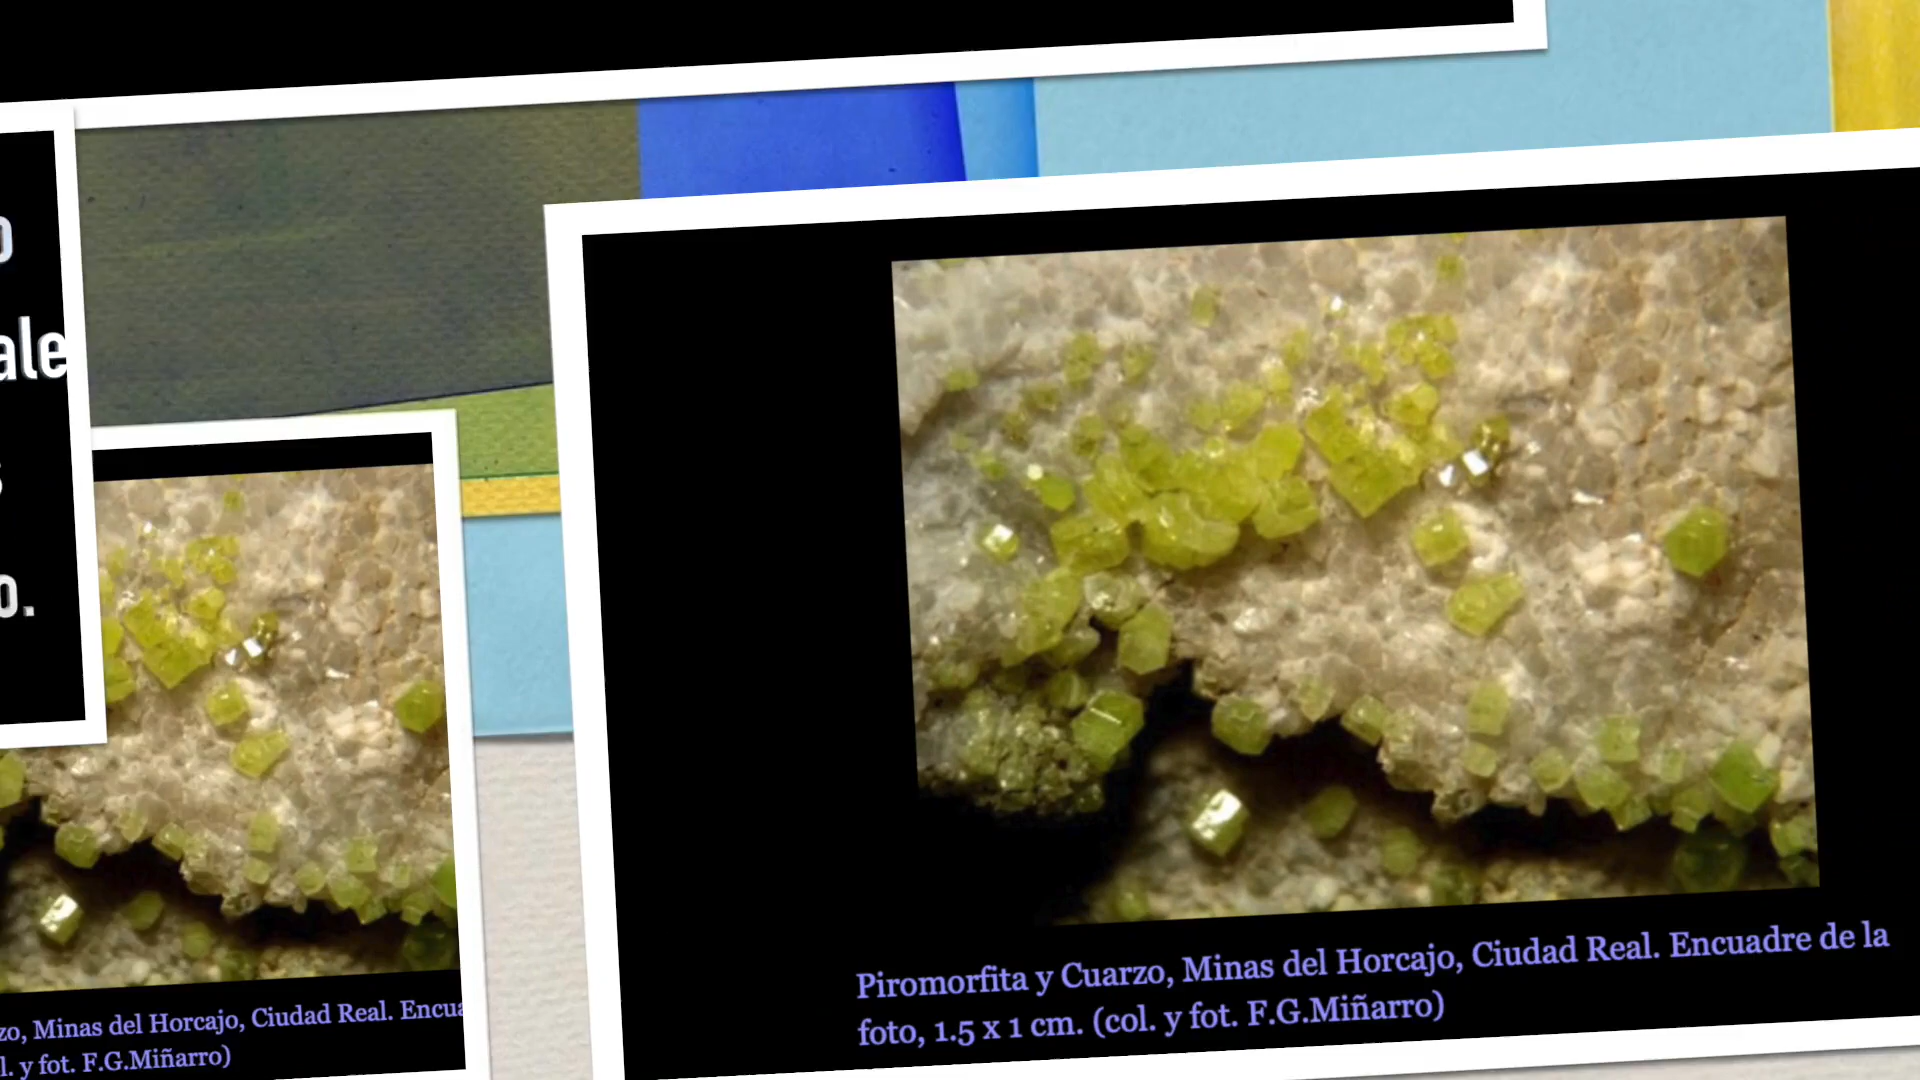 Piromorfita y Cuarzo, Minas del Horcajo, Ciudad Real. Encuadre de la
foto, 1.5 x 1 cm. (col. y fot. F.G.Miñarro)
zo, Minas del Horcajo, Ciudad Real. Encua
l. y fot. F.G.Miñarro)
ale
o.